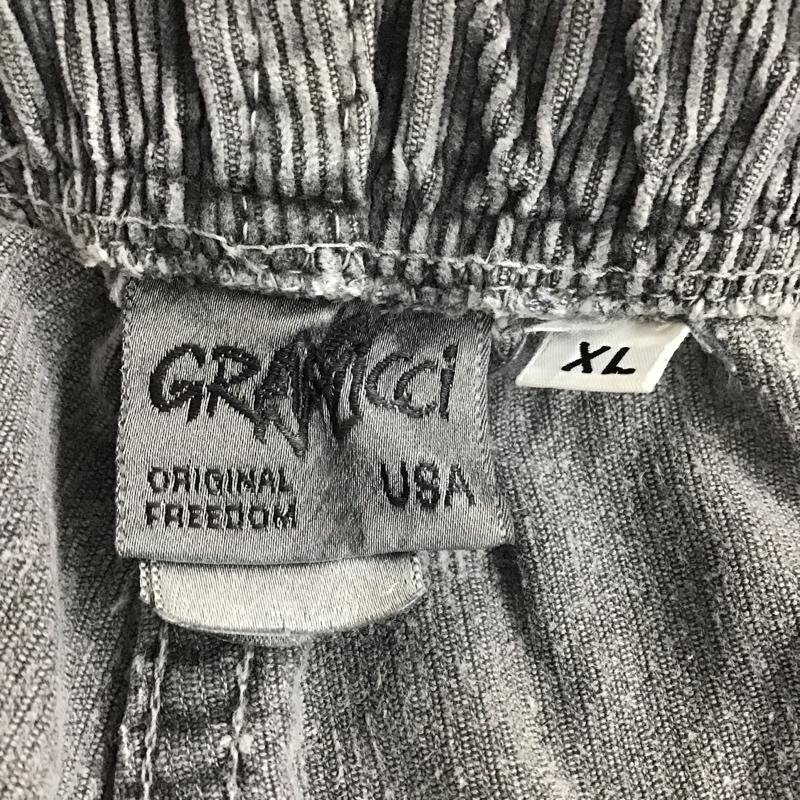 GRAMICCi
XL
ORIGINAL
FREEDOM
USA